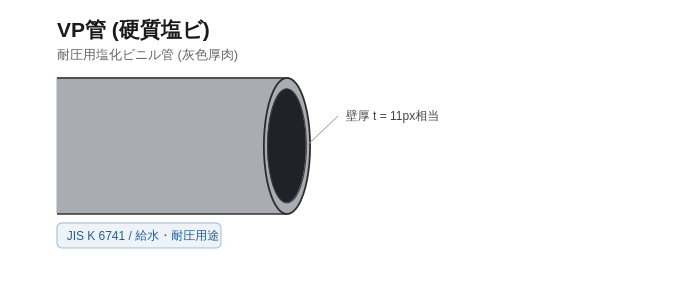 VP管 (硬質塩ビ)
耐圧用塩化ビニル管 (灰色厚肉)
壁厚 t = 11px相当
JIS K 6741 / 給水・耐圧用途